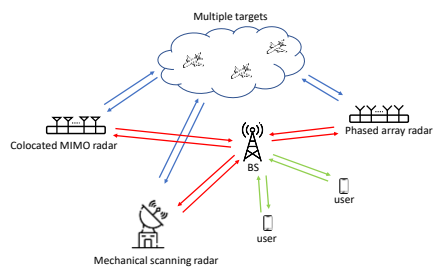 Multiple targets
Colocated MIMO radar
Phased array radar
BS
user
user
Mechanical scanning radar